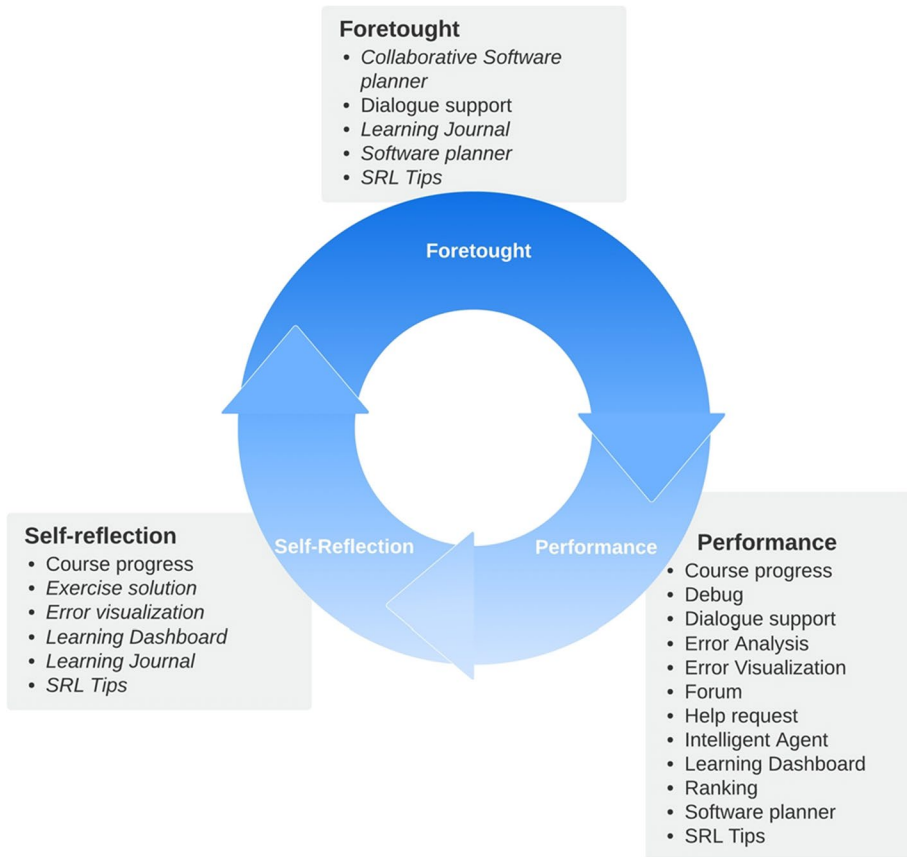 Foretought
• Collaborative Software
planner
• Dialogue support
• Learning Journal
• Software planner
• SRL Tips
Foretought
Self-Reflection
Performance
Self-reflection
• Course progress
• Exercise solution
• Error visualization
• Learning Dashboard
• Learning Journal
• SRL Tips
Performance
• Course progress
• Debug
• Dialogue support
• Error Analysis
• Error Visualization
• Forum
• Help request
• Intelligent Agent
• Learning Dashboard
• Ranking
• Software planner
• SRL Tips